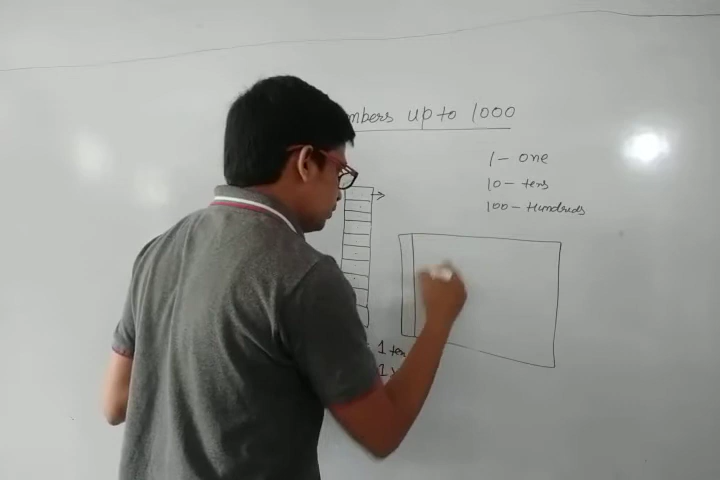 mbers up to 1000
1 - one
10 - tens
100 - Hundreds
1 ten
1